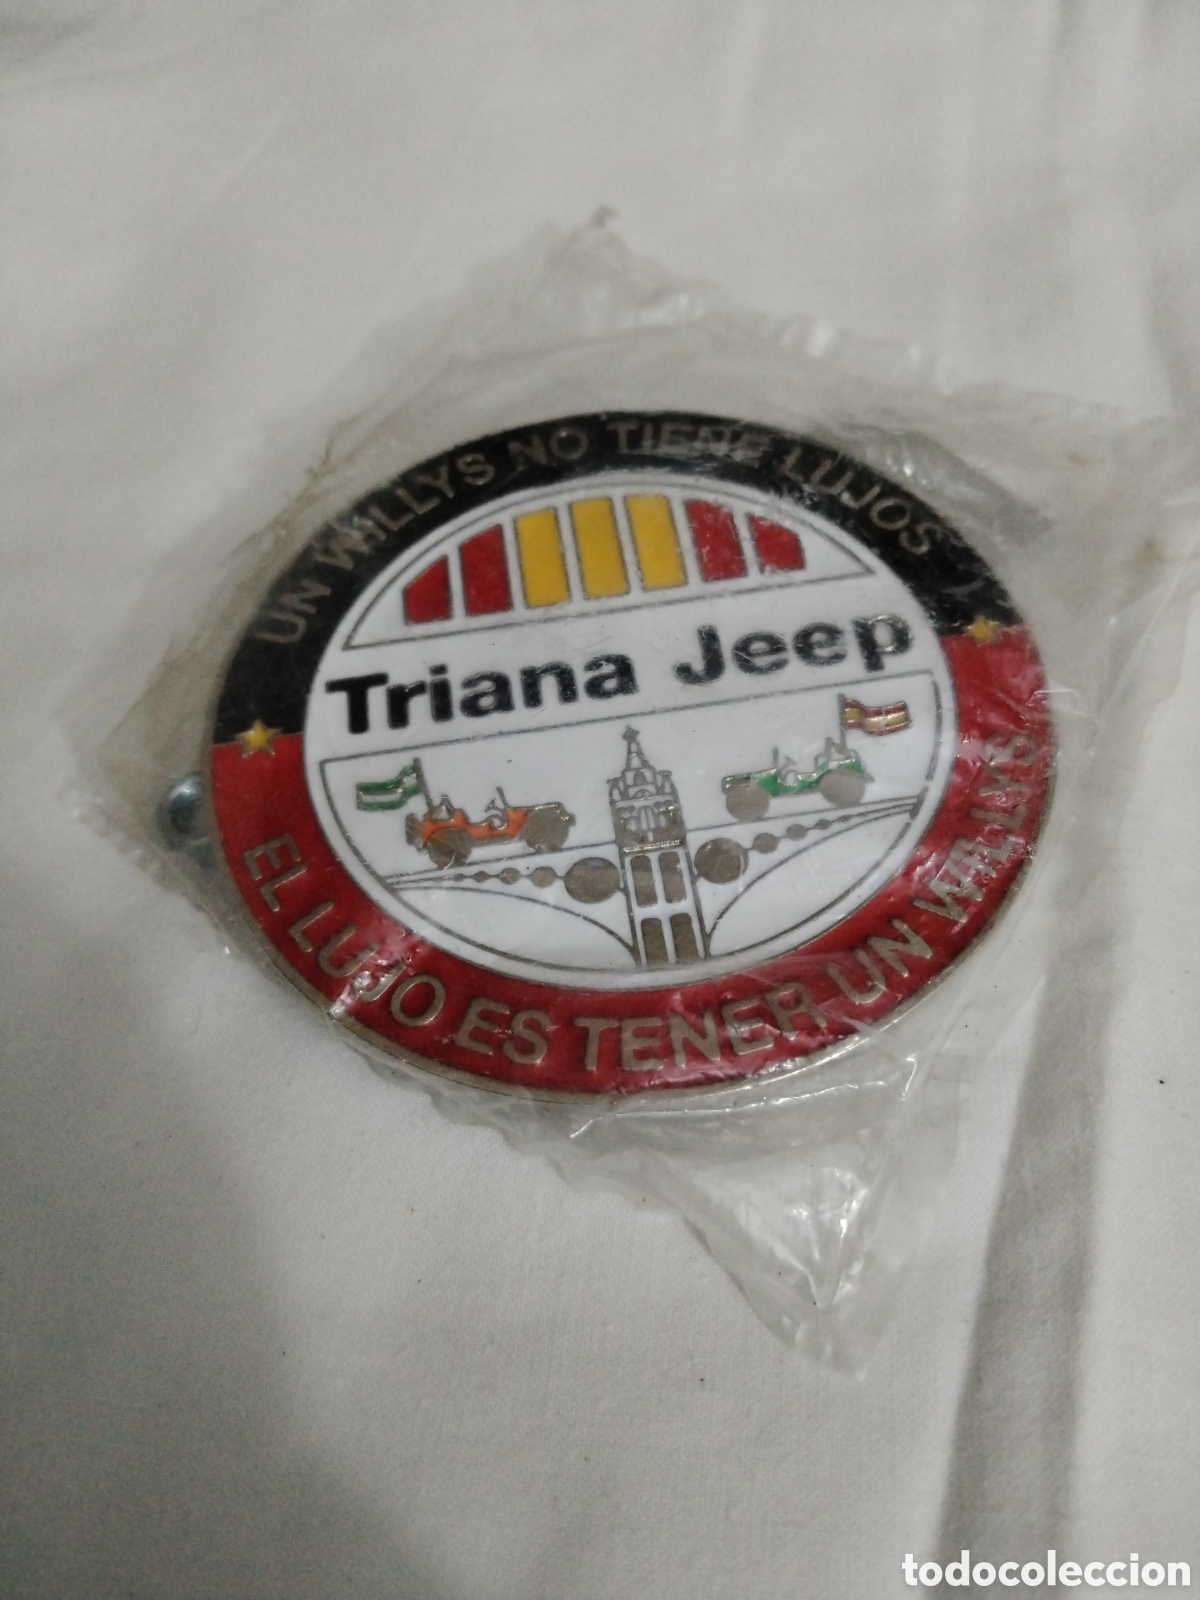 UN WILLYS NO TIENE LUJOS Y
Triana Jeep
EL LUJO ES TENER UN WILLYS
todocoleccion